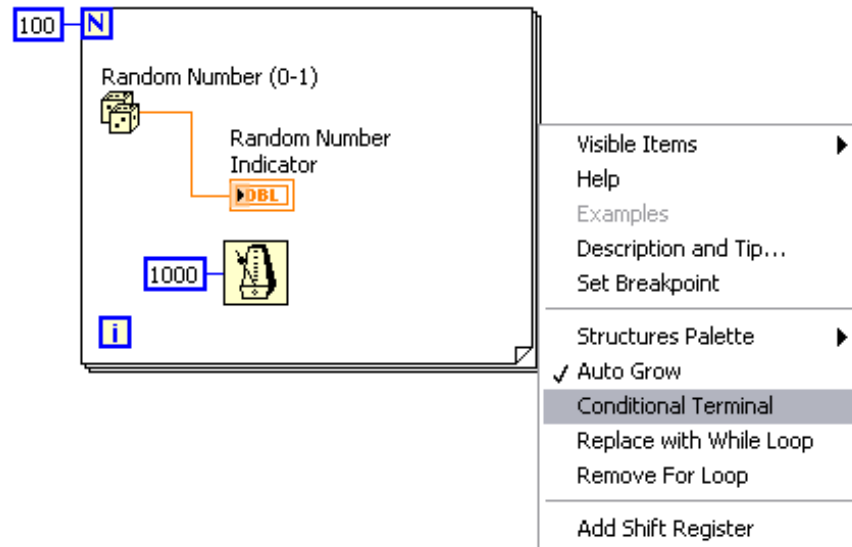 100
N
Random Number (0-1)
Random Number
Indicator
DBL
1000
i
Visible Items
Help
Examples
Description and Tip...
Set Breakpoint
Structures Palette
Auto Grow
Conditional Terminal
Replace with While Loop
Remove For Loop
Add Shift Register